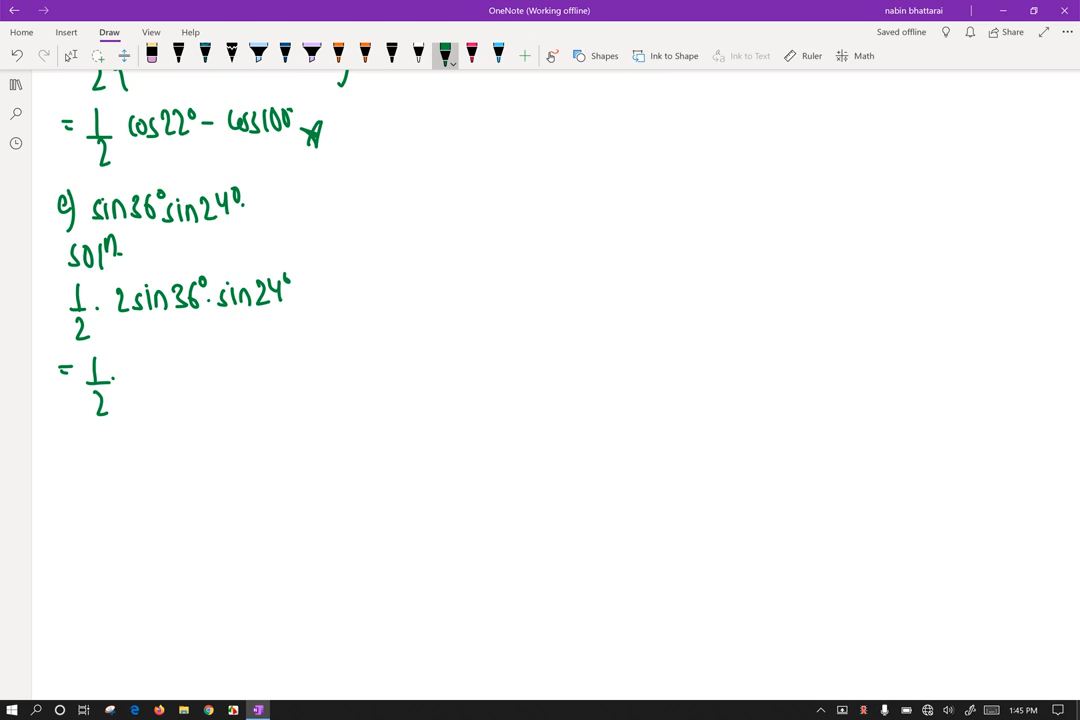 OneNote (Working offline)
nabin bhattarai
Home Insert Draw View Help
Saved offline
Share
Shapes
Ink to Shape
Ink to Text
Ruler
Math
= 1/2 cos22° - cos100°
e) sin36° sin24°.
solⁿ
1/2 . 2sin36° . sin24°
= 1/2 .
1:45 PM